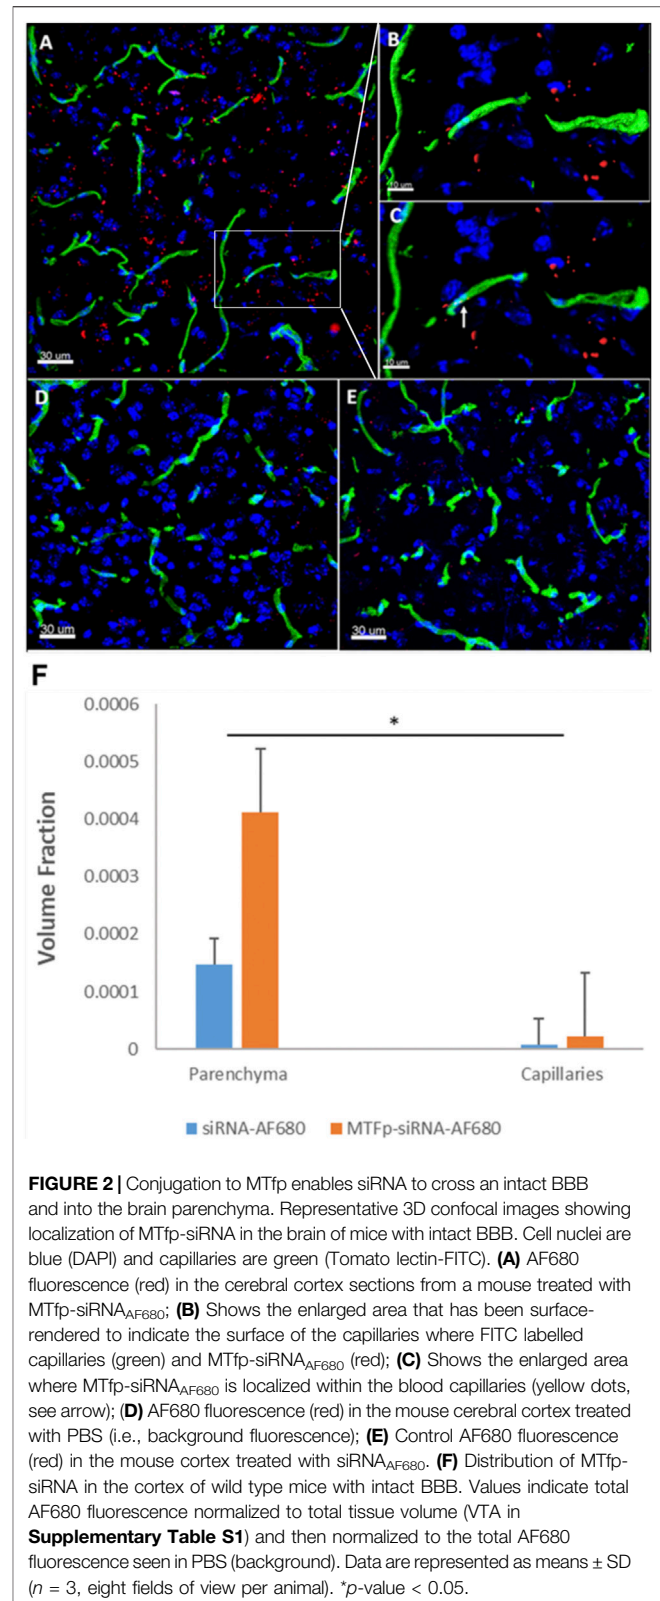 A
B
10 um
C
10 um
30 um
D
30 um
E
30 um
F
0.0006
0.0005
0.0004
0.0003
0.0002
0.0001
0
Volume Fraction
*
Parenchyma
Capillaries
siRNA-AF680
MTFp-siRNA-AF680
FIGURE 2 | Conjugation to MTfp enables siRNA to cross an intact BBB
and into the brain parenchyma. Representative 3D confocal images showing
localization of MTfp-siRNA in the brain of mice with intact BBB. Cell nuclei are
blue (DAPI) and capillaries are green (Tomato lectin-FITC). (A) AF680
fluorescence (red) in the cerebral cortex sections from a mouse treated with
MTfp-siRNAAF680; (B) Shows the enlarged area that has been surface-
rendered to indicate the surface of the capillaries where FITC labelled
capillaries (green) and MTfp-siRNAAF680 (red); (C) Shows the enlarged area
where MTfp-siRNAAF680 is localized within the blood capillaries (yellow dots,
see arrow); (D) AF680 fluorescence (red) in the mouse cerebral cortex treated
with PBS (i.e., background fluorescence); (E) Control AF680 fluorescence
(red) in the mouse cortex treated with siRNAAF680. (F) Distribution of MTfp-
siRNA in the cortex of wild type mice with intact BBB. Values indicate total
AF680 fluorescence normalized to total tissue volume (VTA in
Supplementary Table S1) and then normalized to the total AF680
fluorescence seen in PBS (background). Data are represented as means ± SD
(n = 3, eight fields of view per animal). *p-value < 0.05.